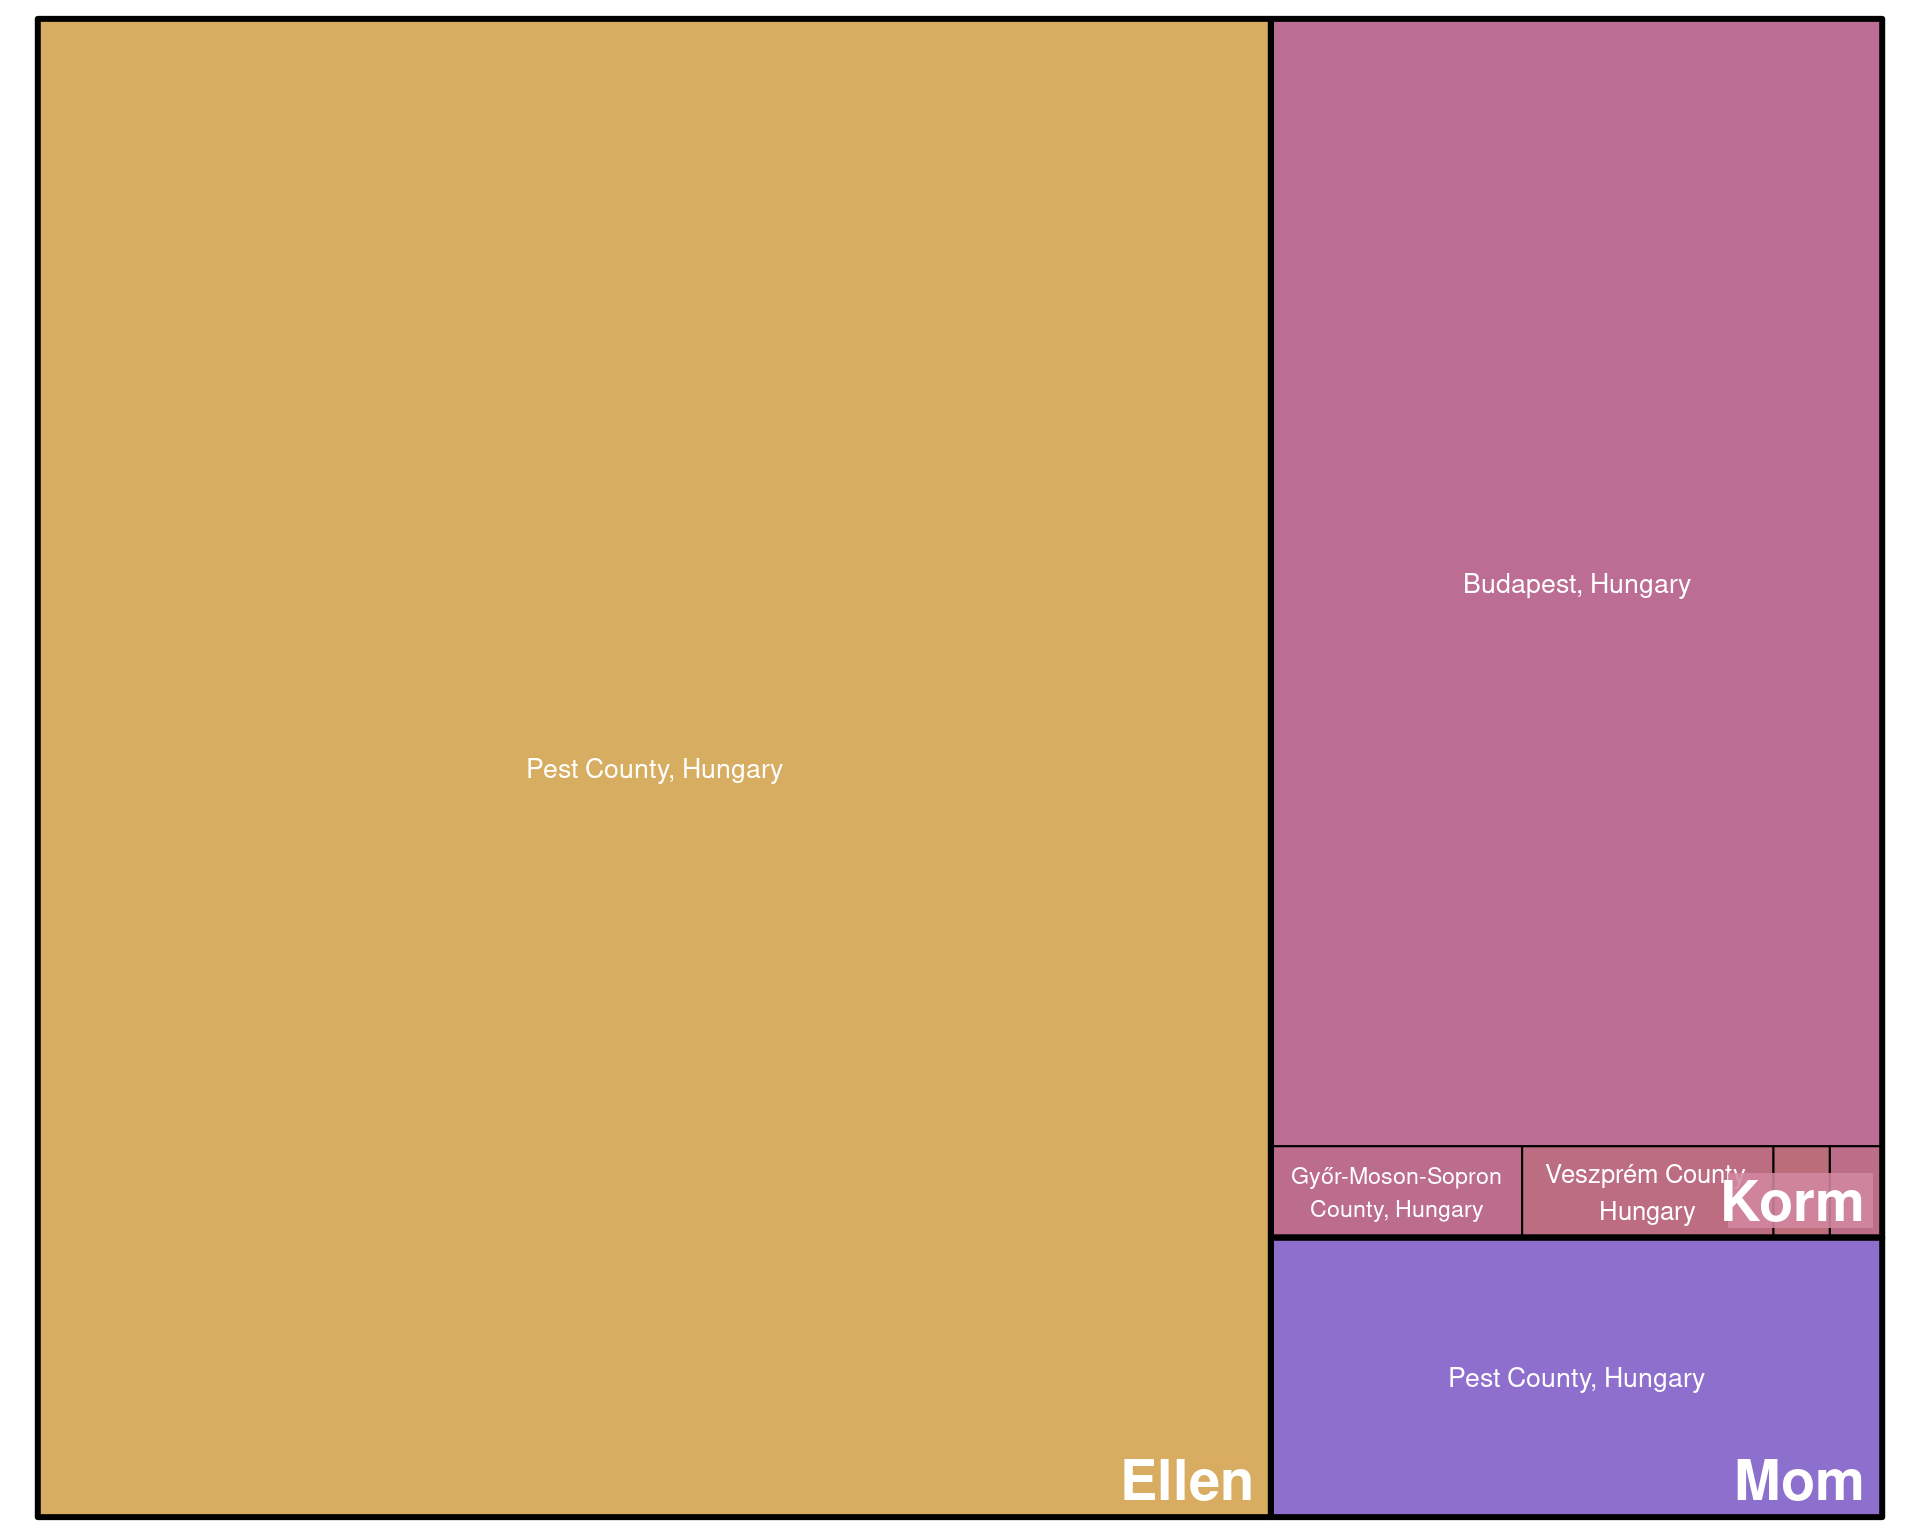 Budapest, Hungary
Pest County, Hungary
Győr-Moson-Sopron
County, Hungary
Veszprém County
Hungary
Korm
Pest County, Hungary
Ellen
Mom